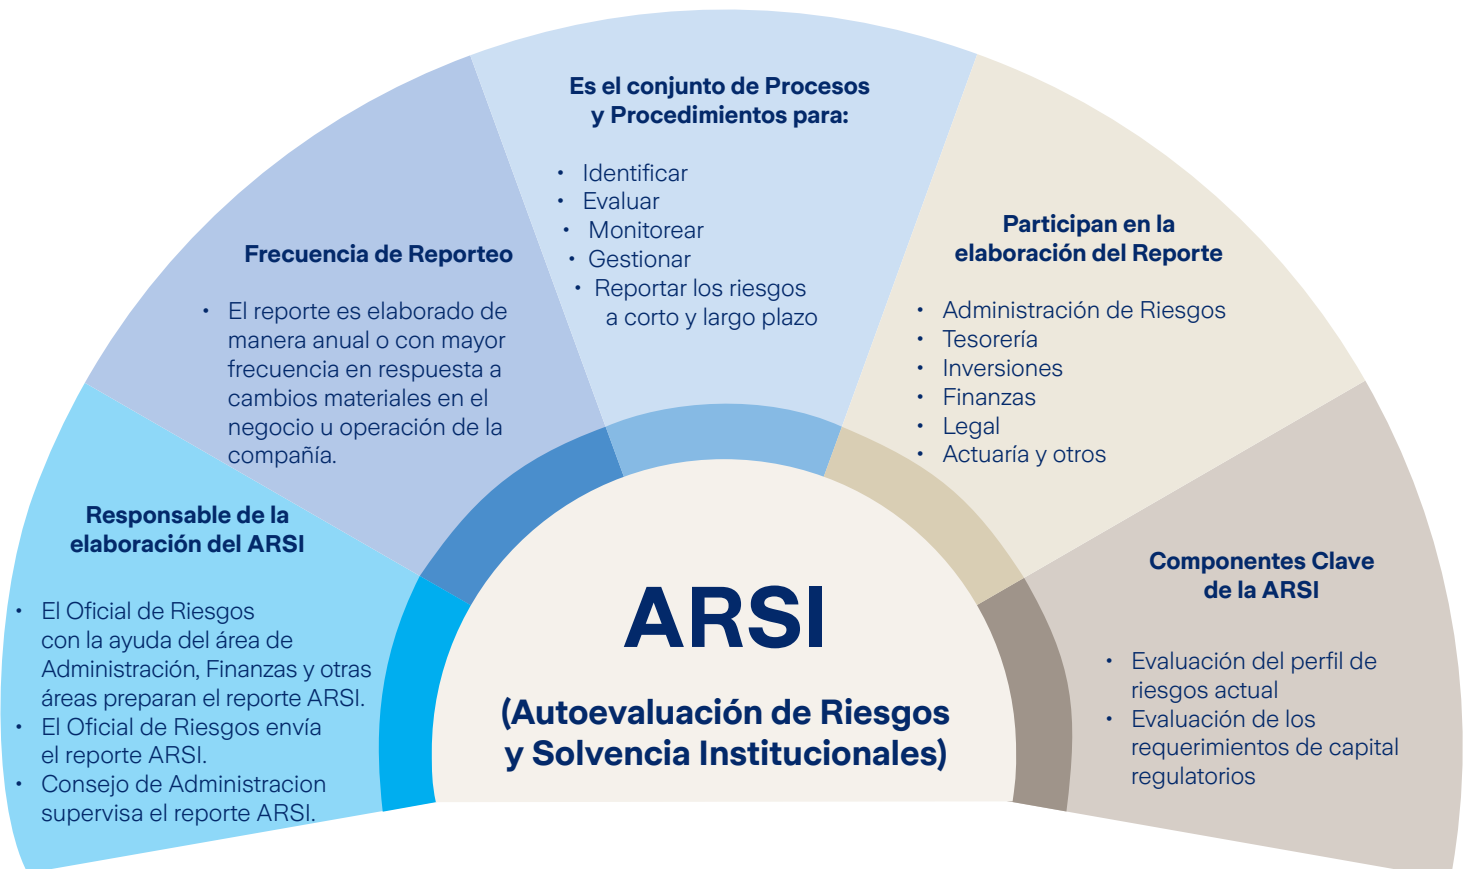 Es el conjunto de Procesos
y Procedimientos para:
• Identificar
• Evaluar
• Monitorear
• Gestionar
• Reportar los riesgos
a corto y largo plazo
Frecuencia de Reporteo
• El reporte es elaborado de
manera anual o con mayor
frecuencia en respuesta a
cambios materiales en el
negocio u operación de la
compañía.
Participan en la
elaboración del Reporte
• Administración de Riesgos
• Tesorería
• Inversiones
• Finanzas
• Legal
• Actuaría y otros
Responsable de la
elaboración del ARSI
• El Oficial de Riesgos
con la ayuda del área de
Administración, Finanzas y otras
áreas preparan el reporte ARSI.
• El Oficial de Riesgos envía
el reporte ARSI.
• Consejo de Administracion
supervisa el reporte ARSI.
Componentes Clave
de la ARSI
• Evaluación del perfil de
riesgos actual
• Evaluación de los
requerimientos de capital
regulatorios
ARSI
(Autoevaluación de Riesgos
y Solvencia Institucionales)